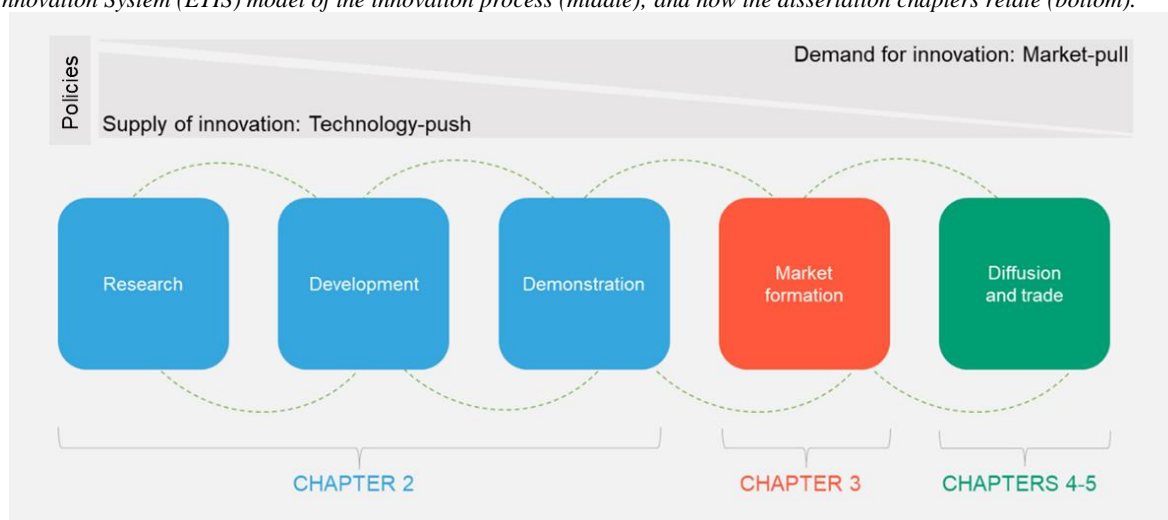 Innovation System (ETIS) model of the innovation process (middle); and how the dissertation chapters relate (bottom).
Demand for innovation: Market-pull
Policies
Supply of innovation: Technology-push
Research
Development
Demonstration
Market
formation
Diffusion
and trade
CHAPTER 2
CHAPTER 3
CHAPTERS 4-5